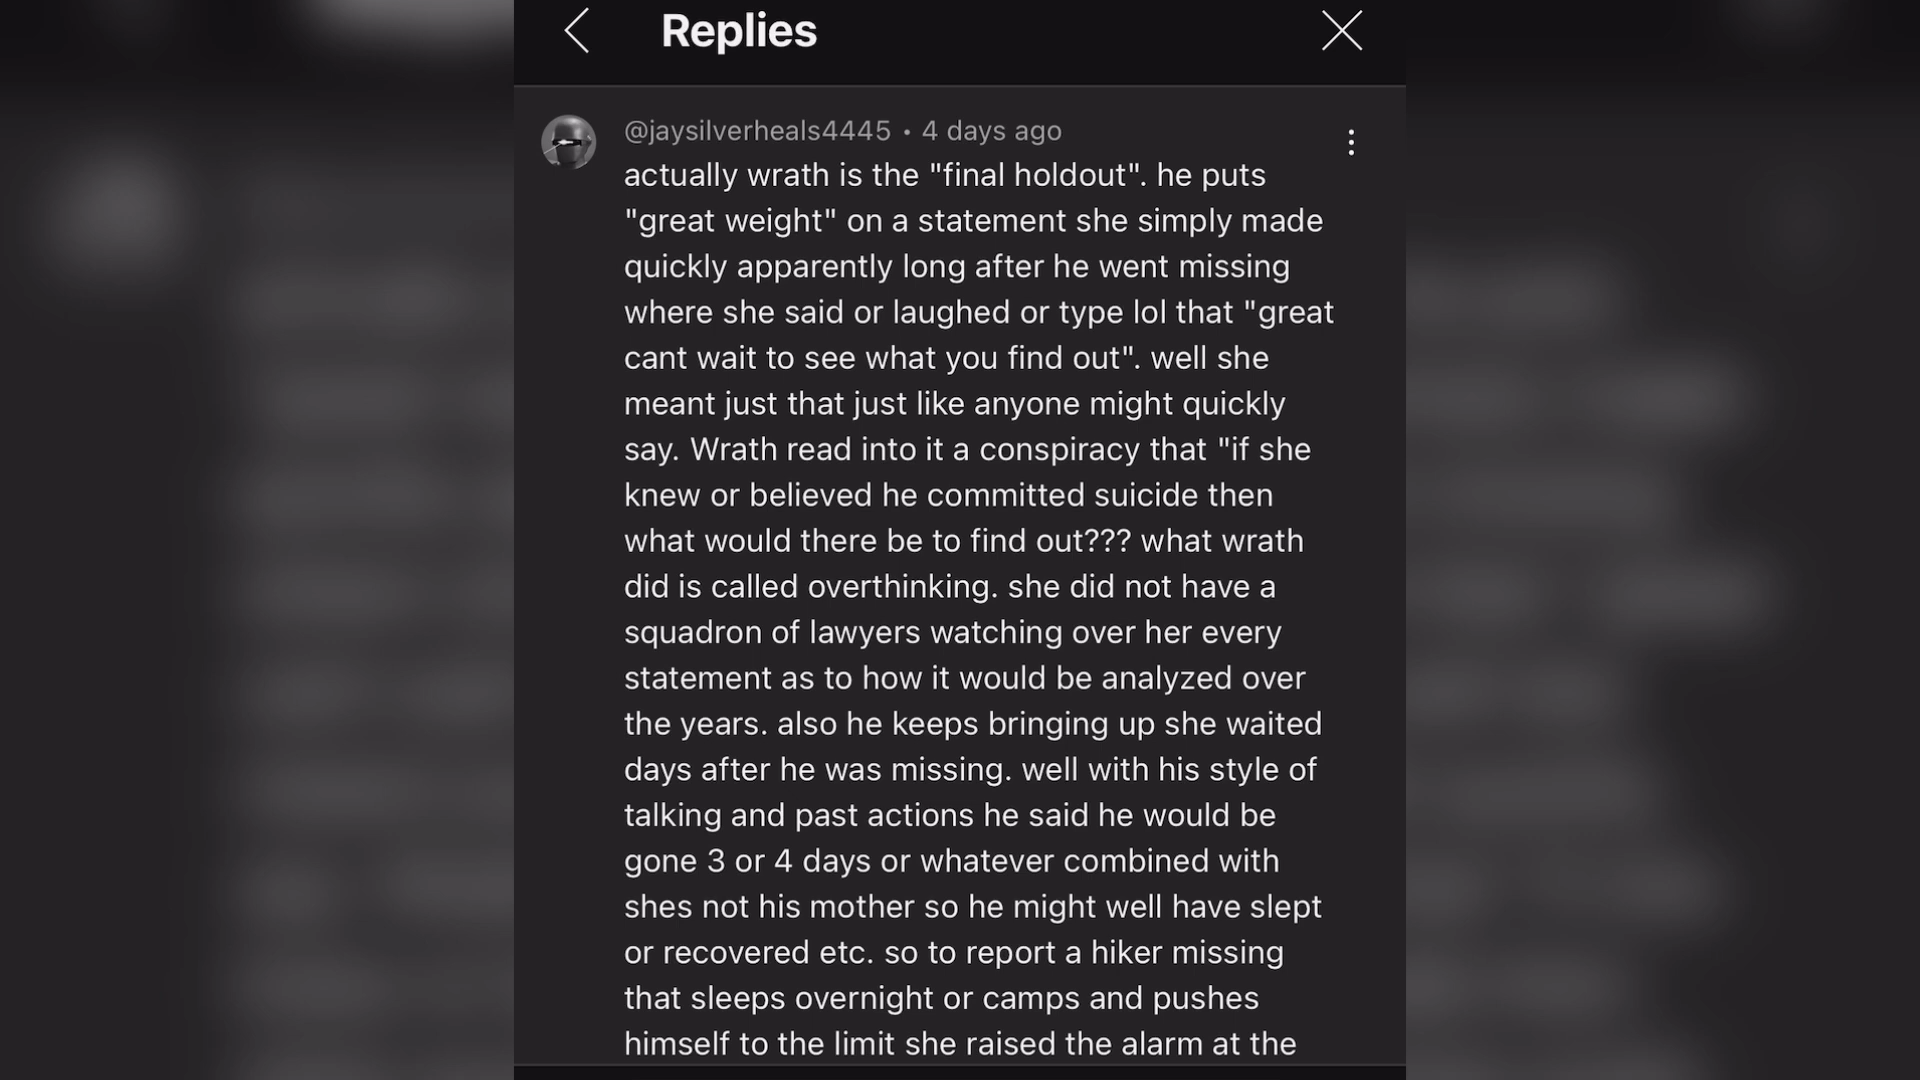 Replies
@jaysilverheals4445 • 4 days ago
actually wrath is the "final holdout". he puts
"great weight" on a statement she simply made
quickly apparently long after he went missing
where she said or laughed or type lol that "great
cant wait to see what you find out". well she
meant just that just like anyone might quickly
say. Wrath read into it a conspiracy that "if she
knew or believed he committed suicide then
what would there be to find out??? what wrath
did is called overthinking. she did not have a
squadron of lawyers watching over her every
statement as to how it would be analyzed over
the years. also he keeps bringing up she waited
days after he was missing. well with his style of
talking and past actions he said he would be
gone 3 or 4 days or whatever combined with
shes not his mother so he might well have slept
or recovered etc. so to report a hiker missing
that sleeps overnight or camps and pushes
himself to the limit she raised the alarm at the